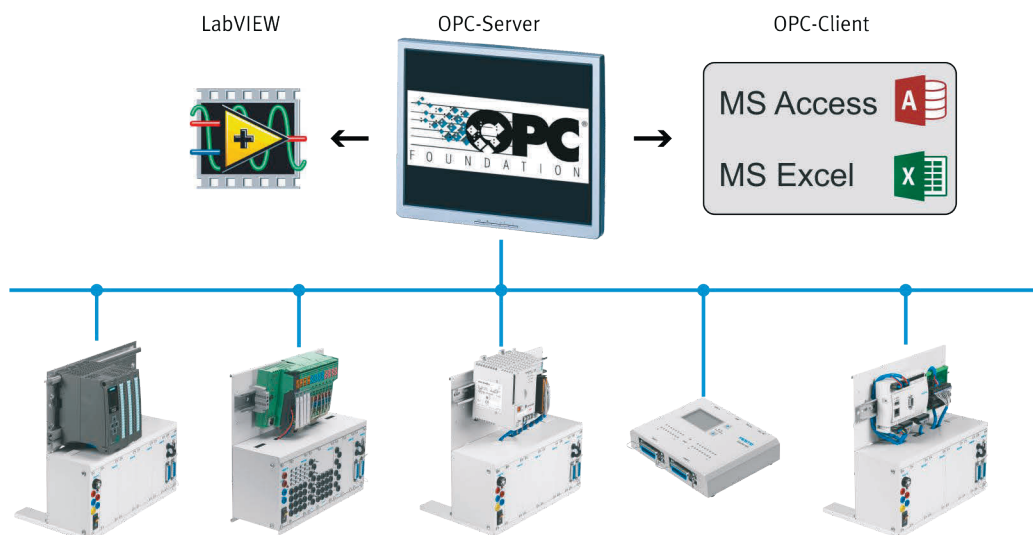 LabVIEW
OPC-Server
OPC-Client
OPC
FOUNDATION
MS Access
A
MS Excel
X